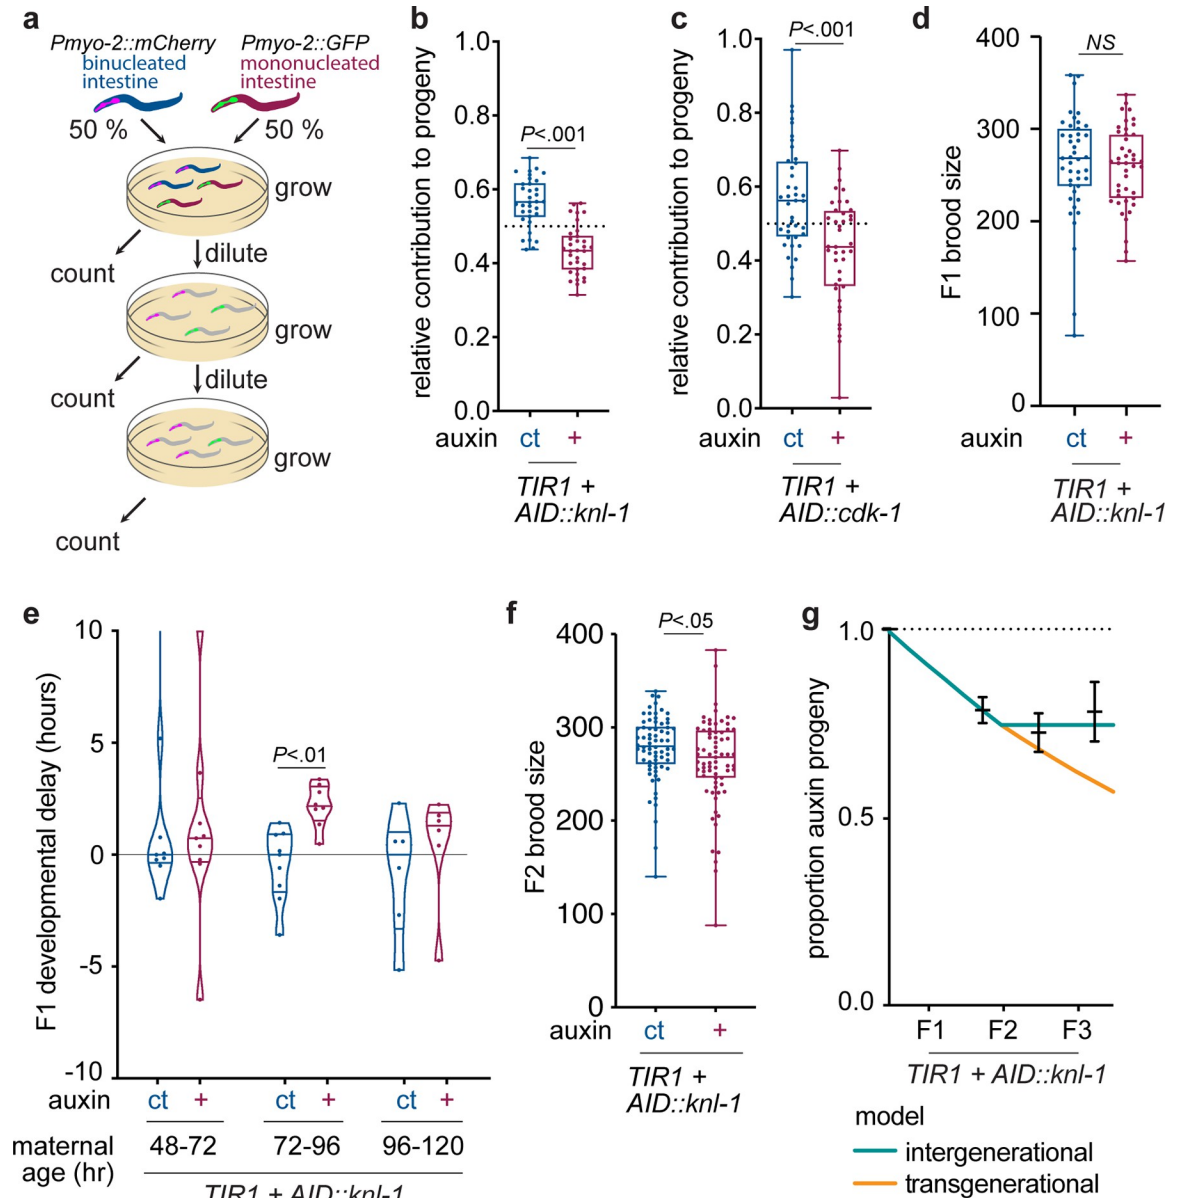 a
Pmyo-2::mCherry
binucleated
intestine
Pmyo-2::GFP
mononucleated
intestine
50 %
50 %
grow
count
dilute
grow
count
dilute
grow
count
b
relative contribution to progeny
1.0
0.8
0.6
0.4
0.2
0.0
P<.001
auxin ct +
TIR1 +
AID::knl-1
c
relative contribution to progeny
1.0
0.8
0.6
0.4
0.2
0.0
P<.001
auxin ct +
TIR1 +
AID::cdk-1
d
F1 brood size
400
300
200
100
0
NS
auxin ct +
TIR1 +
AID::knl-1
e
F1 developmental delay (hours)
10
5
0
-5
-10
P<.01
auxin ct + ct + ct +
maternal
age (hr)
48-72 72-96 96-120
TIR1 + AID::knl-1
f
F2 brood size
400
300
200
100
0
P<.05
auxin ct +
TIR1 +
AID::knl-1
g
proportion auxin progeny
1.0
0.5
0.0
F1 F2 F3
TIR1 + AID::knl-1
model
intergenerational
transgenerational